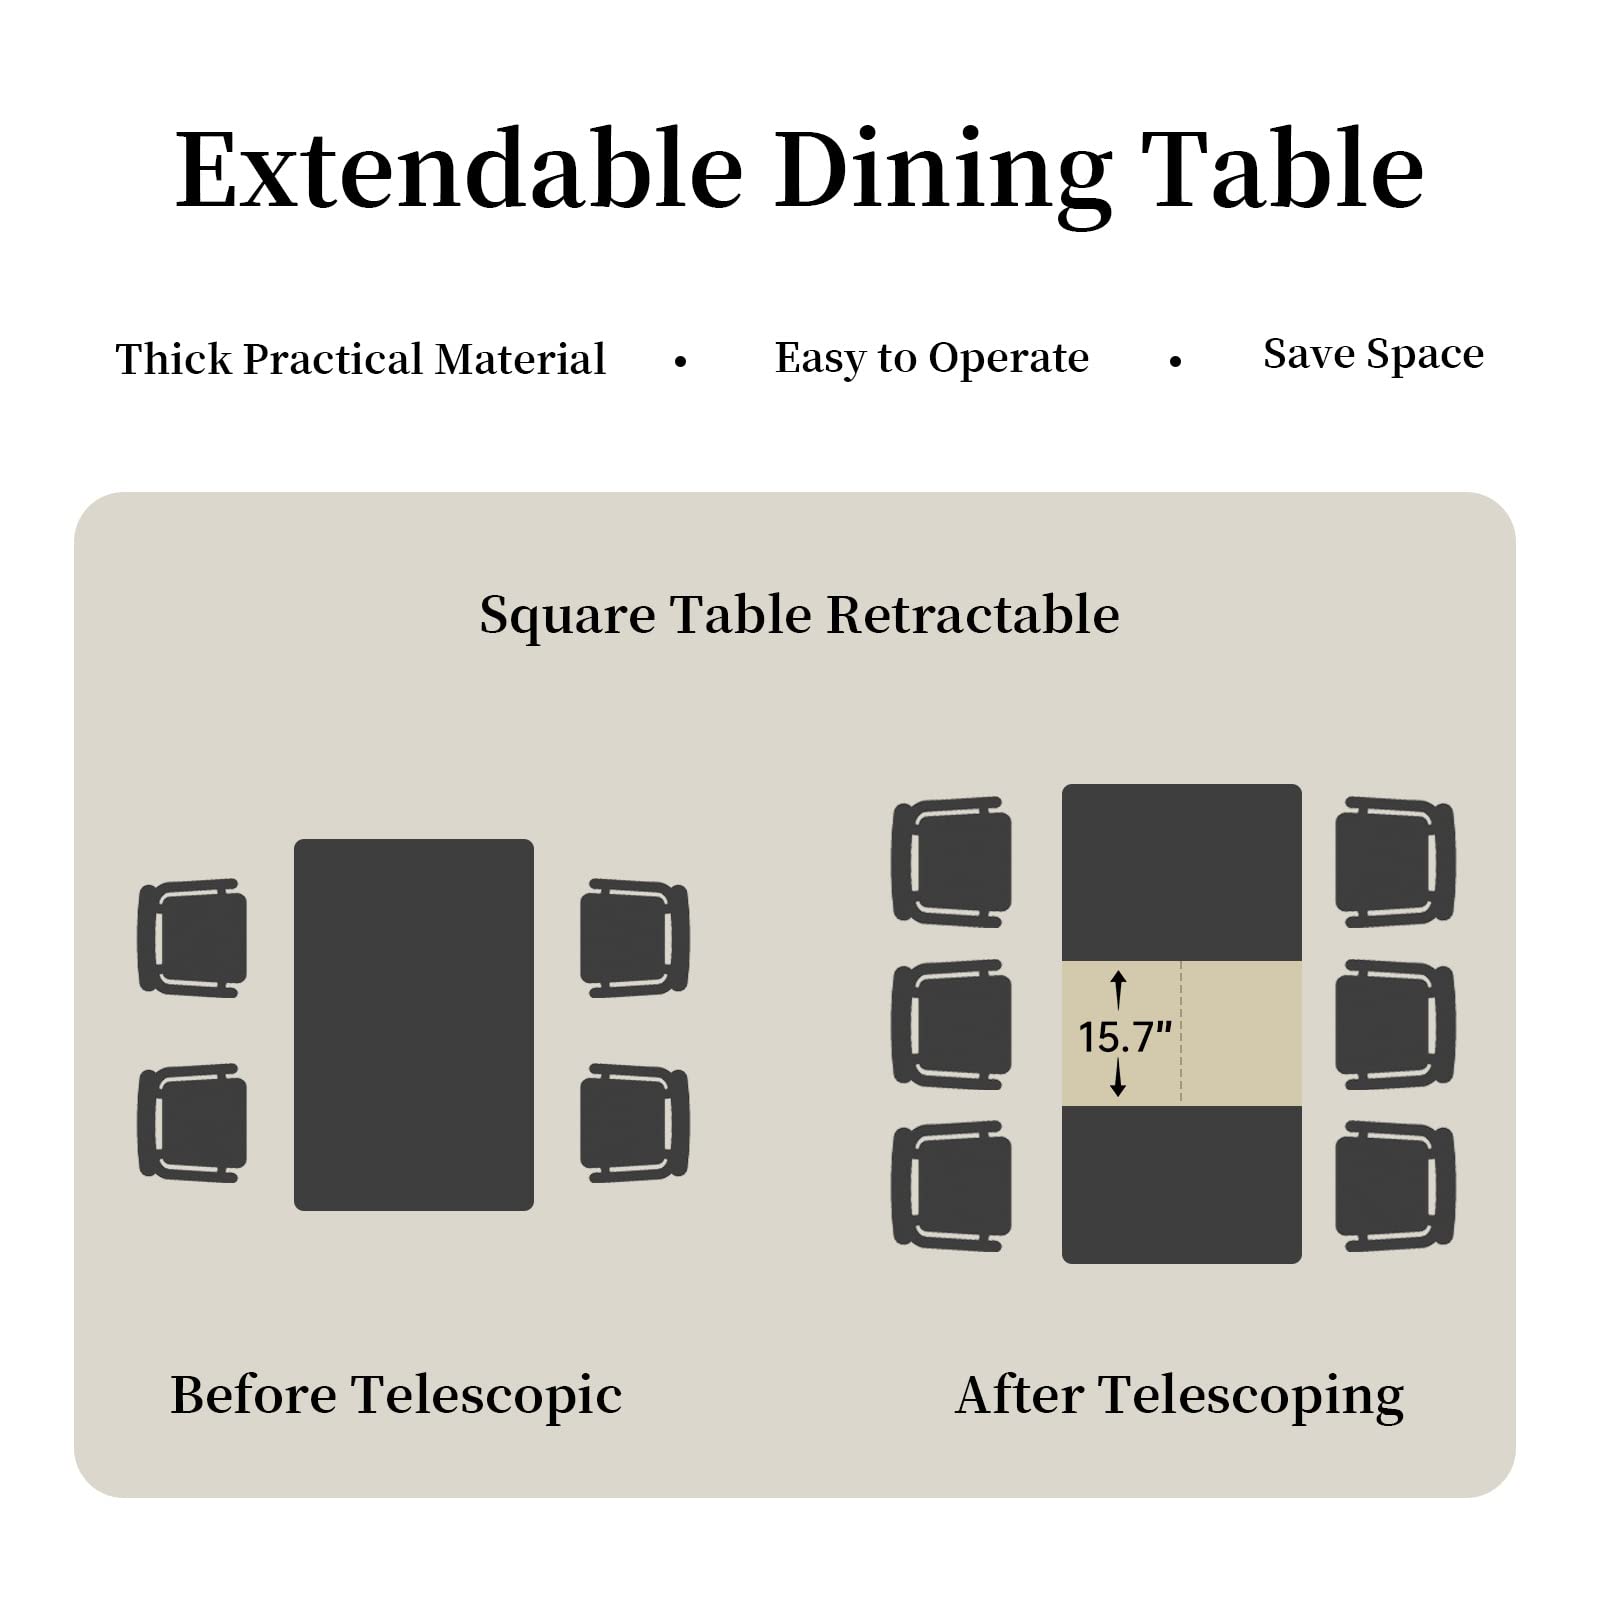 Extendable Dining Table
Thick Practical Material • Easy to Operate • Save Space
Square Table Retractable
15.7"
Before Telescopic
After Telescoping